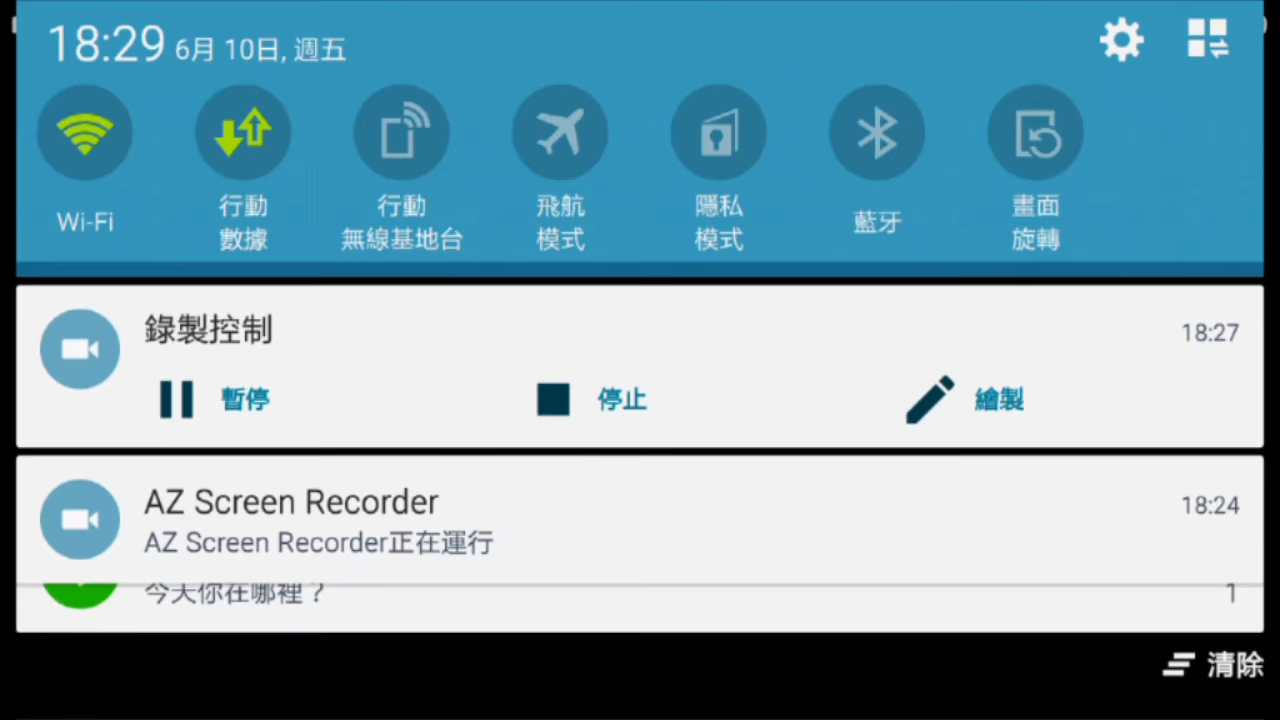 18:29 6月 10日, 週五
Wi-Fi
行動
數據
行動
無線基地台
飛航
模式
隱私
模式
藍牙
畫面
旋轉
錄製控制
18:27
暫停
停止
繪製
AZ Screen Recorder
18:24
AZ Screen Recorder正在運行
今天你在哪裡？
1
清除